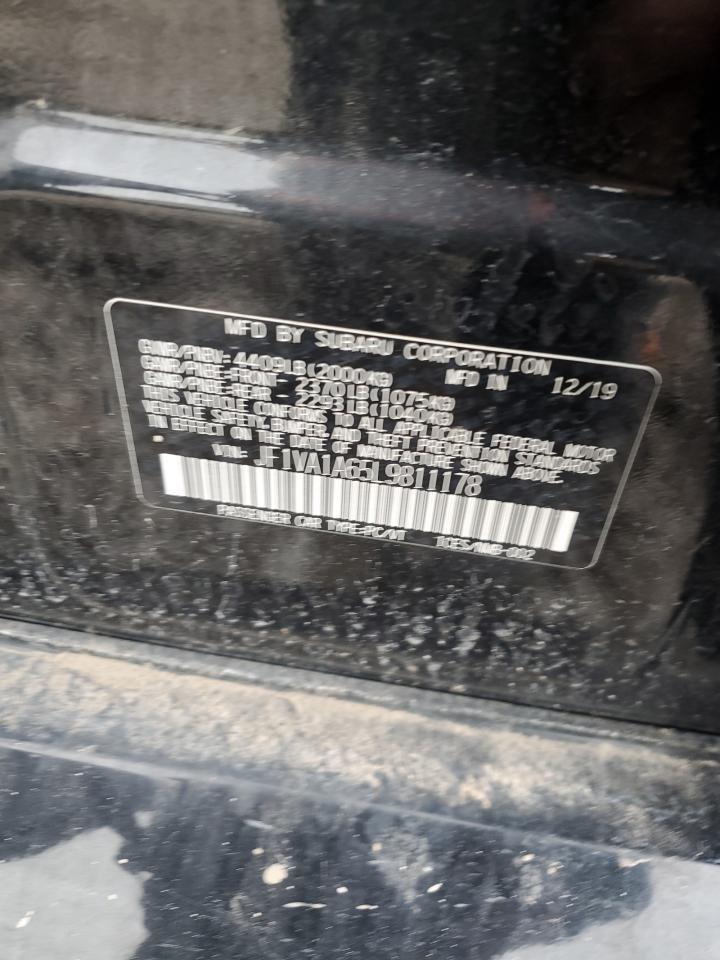 MFD BY SUBARU CORPORATION
GVWR/PNBV- 4409LB(2000KG) MFD IN 12/19
GAWR/PNBE-FRONT- 2370LB(1075KG)
GAWR/PNBE-REAR - 2293LB(1040KG)
THIS VEHICLE CONFORMS TO ALL APPLICABLE FEDERAL MOTOR
VEHICLE SAFETY, BUMPER, AND THEFT PREVENTION STANDARDS
IN EFFECT ON THE DATE OF MANUFACTURE SHOWN ABOVE.
VIN: JF1VA1A65L9811178
PASSENGER CAR TYPE-PC/VT